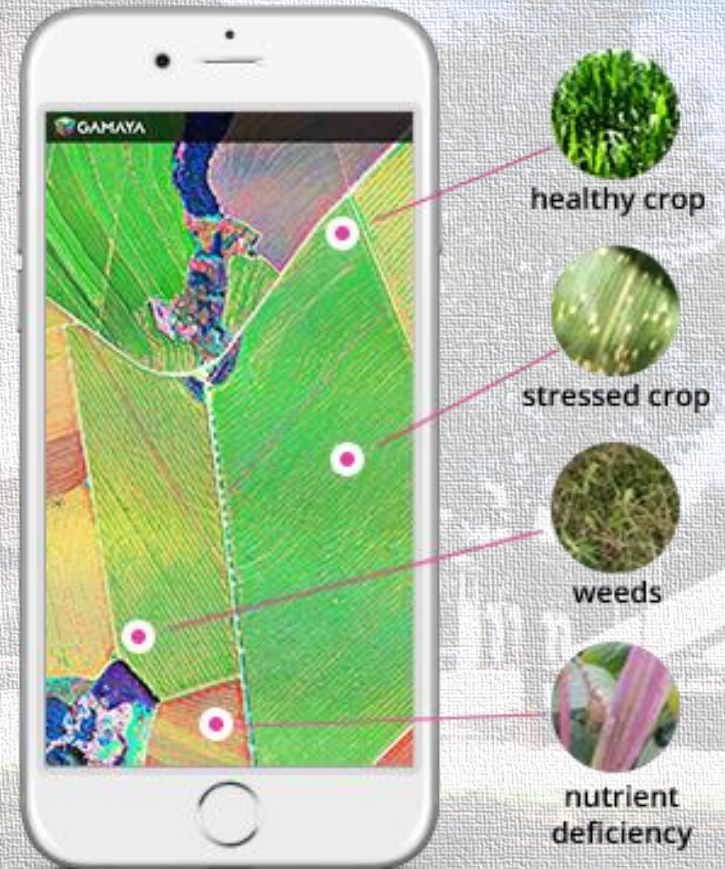 GAMAYA
healthy crop
stressed crop
weeds
nutrient
deficiency